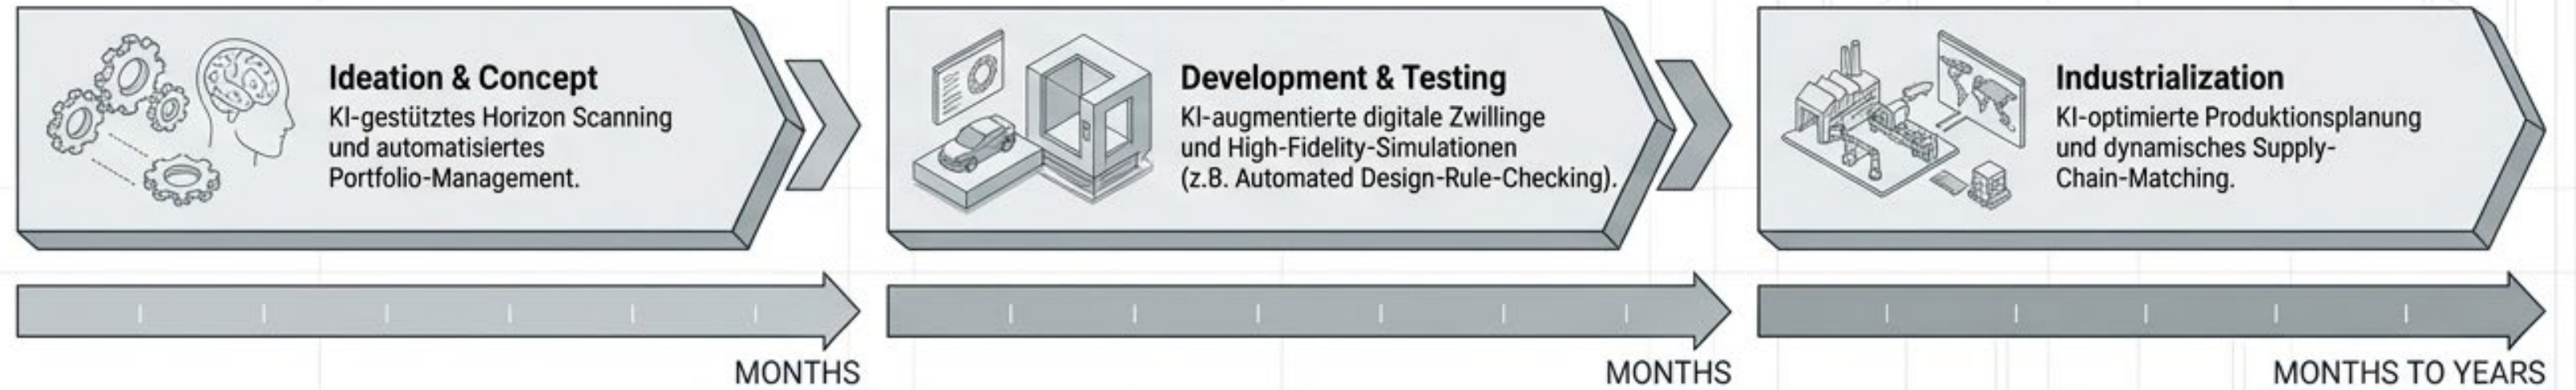 Ideation & Concept
KI-gestütztes Horizon Scanning
und automatisiertes
Portfolio-Management.
Development & Testing
KI-augmentierte digitale Zwillinge
und High-Fidelity-Simulationen
(z.B. Automated Design-Rule-Checking).
Industrialization
KI-optimierte Produktionsplanung
und dynamisches Supply-
Chain-Matching.
MONTHS
MONTHS
MONTHS TO YEARS